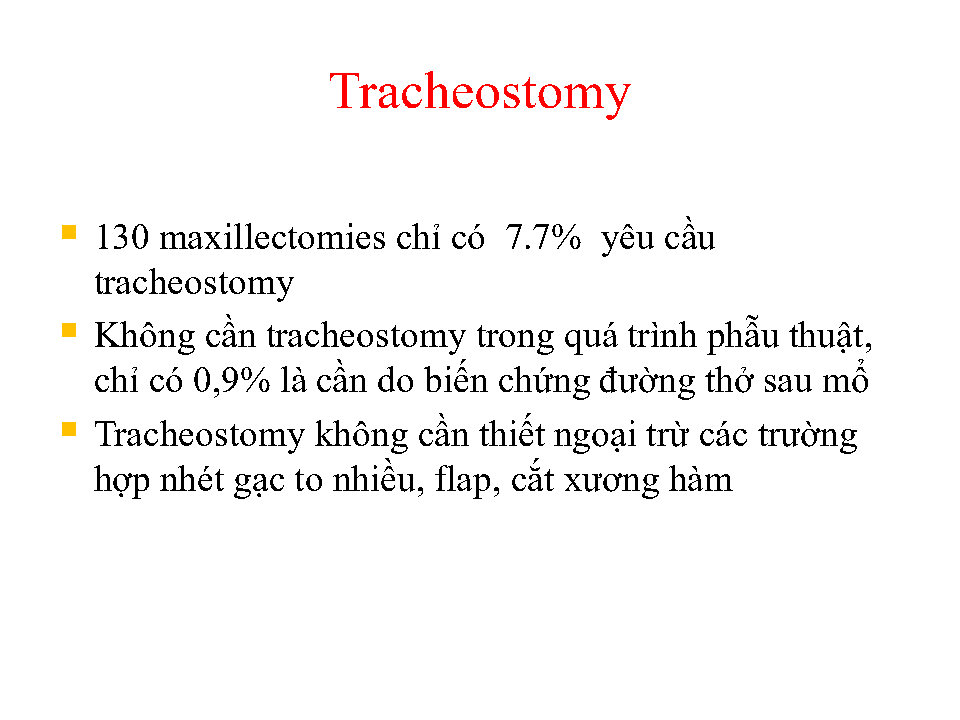 Tracheostomy
130 maxillectomies chỉ có 7.7% yêu cầu
tracheostomy
Không cần tracheostomy trong quá trình phẫu thuật,
chỉ có 0,9% là cần do biến chứng đường thở sau mổ
Tracheostomy không cần thiết ngoại trừ các trường
hợp nhét gạc to nhiều, flap, cắt xương hàm